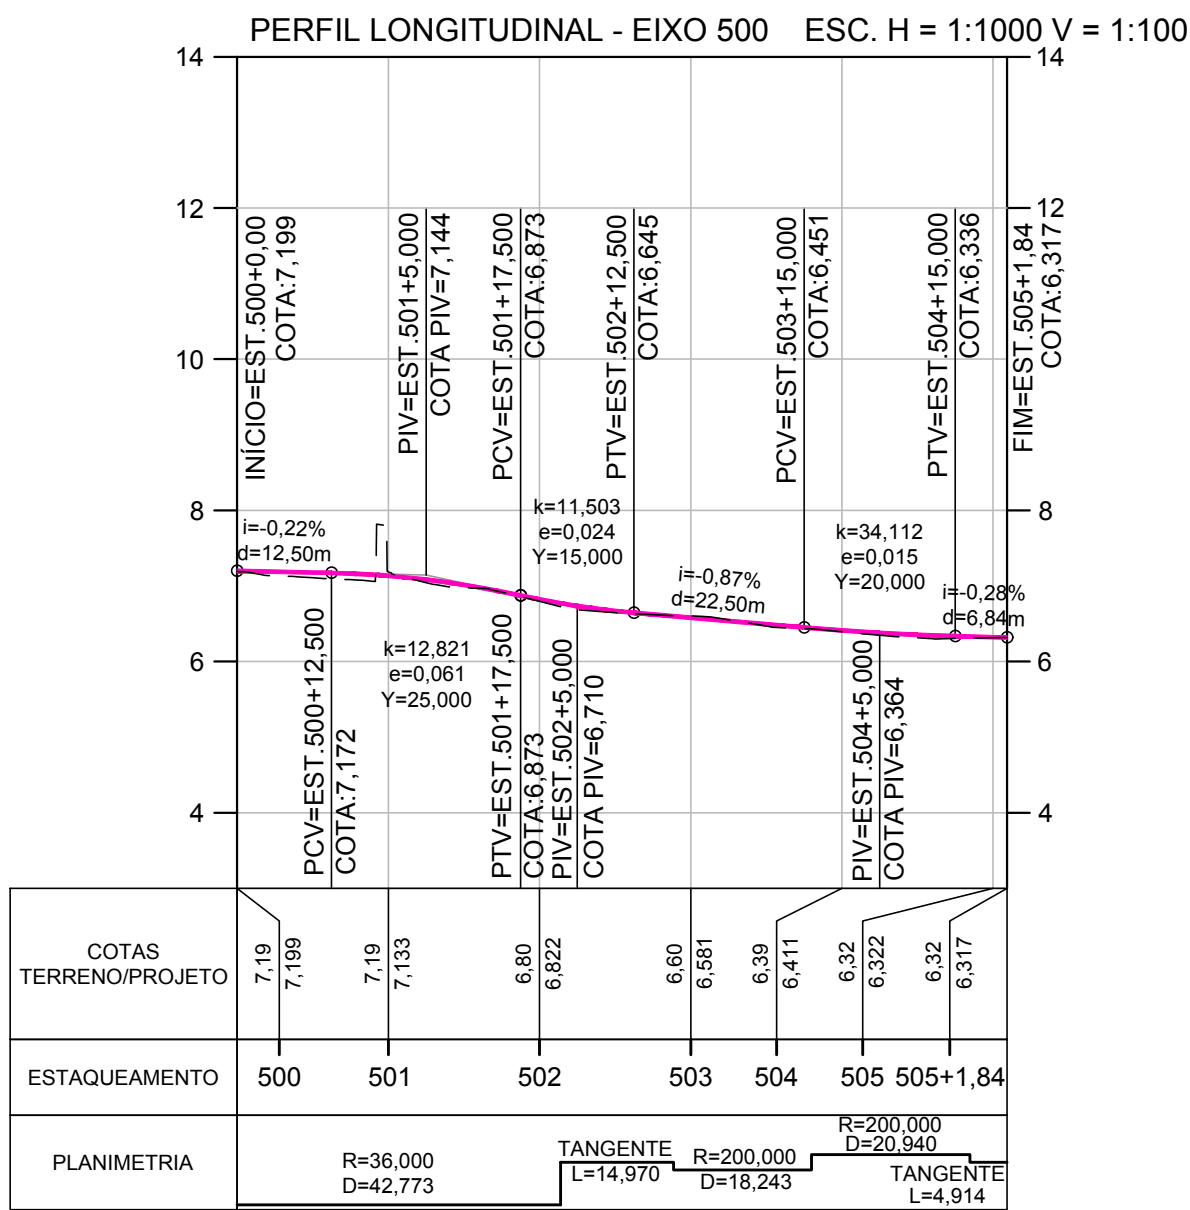 PERFIL LONGITUDINAL - EIXO 500 ESC. H = 1:1000 V = 1:100
14
14
12
12
10
10
8
8
6
6
4
4
INÍCIO=EST.500+0,00
COTA:7,199
PIV=EST.501+5,000
COTA PIV=7,144
PCV=EST.501+17,500
COTA:6,873
PTV=EST.502+12,500
COTA:6,645
PCV=EST.503+15,000
COTA:6,451
PTV=EST.504+15,000
COTA:6,336
FIM=EST.505+1,84
COTA:6,317
i=-0,22%
d=12,50m
k=11,503
e=0,024
Y=15,000
i=-0,87%
d=22,50m
k=34,112
e=0,015
Y=20,000
i=-0,28%
d=6,84m
k=12,821
e=0,061
Y=25,000
PCV=EST.500+12,500
COTA:7,172
PTV=EST.501+17,500
COTA:6,873
PIV=EST.502+5,000
COTA PIV=6,710
PIV=EST.504+5,000
COTA PIV=6,364
COTAS
TERRENO/PROJETO
7,19
7,199
7,19
7,133
6,80
6,822
6,60
6,581
6,39
6,411
6,32
6,322
6,32
6,317
ESTAQUEAMENTO
500
501
502
503
504
505
505+1,84
PLANIMETRIA
R=36,000
D=42,773
TANGENTE
L=14,970
R=200,000
D=18,243
R=200,000
D=20,940
TANGENTE
L=4,914